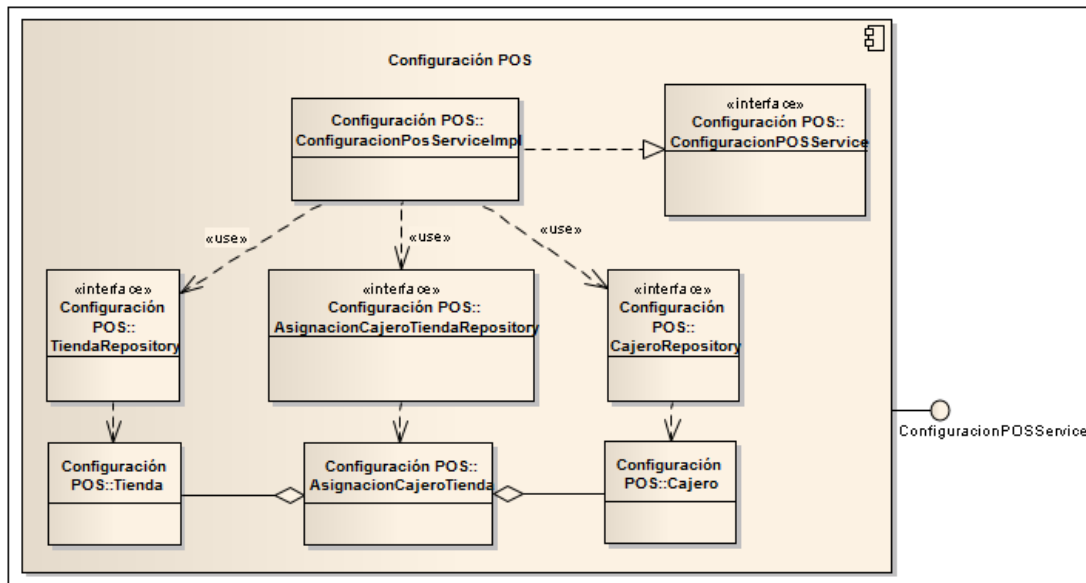 Configuración POS
Configuración POS::
ConfiguracionPosServiceImpl
«interface»
Configuración POS::
ConfiguracionPOSService
«use»
«use»
«use»
«interface»
Configuración
POS::
TiendaRepository
«interface»
Configuración POS::
AsignacionCajeroTiendaRepository
«interface»
Configuración
POS::
CajeroRepository
ConfiguracionPOSService
Configuración
POS::Tienda
Configuración POS::
AsignacionCajeroTienda
Configuración
POS::Cajero